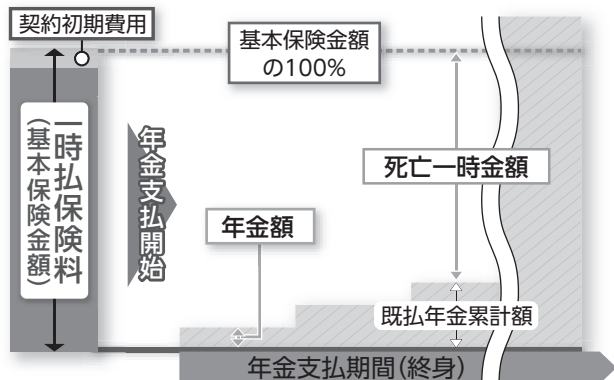 契約初期費用
基本保険金額
の100%
一時払保険料
(基本保険金額)
年金支払開始
年金額
死亡一時金額
既払年金累計額
年金支払期間(終身)